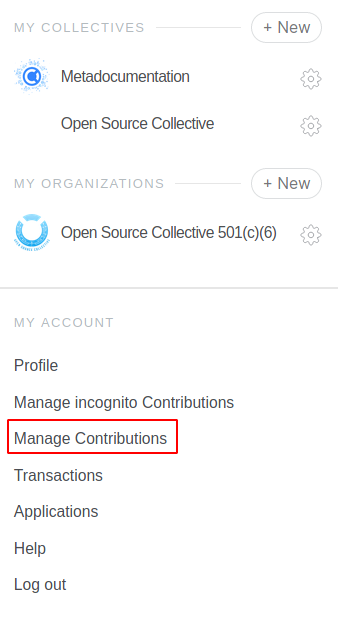 MY COLLECTIVES
+ New
Metadocumentation
Open Source Collective
MY ORGANIZATIONS
+ New
Open Source Collective 501(c)(6)
MY ACCOUNT
Profile
Manage incognito Contributions
Manage Contributions
Transactions
Applications
Help
Log out